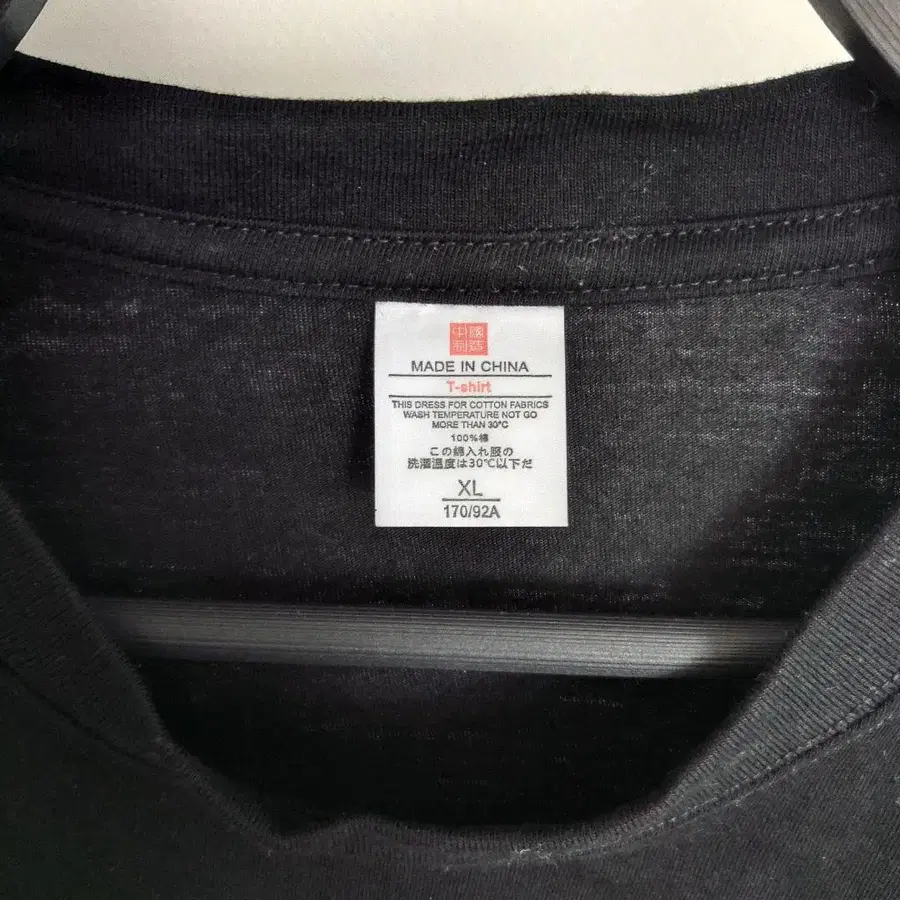 中國
制造
MADE IN CHINA
T-shirt
THIS DRESS FOR COTTON FABRICS
WASH TEMPERATURE NOT GO
MORE THAN 30°C
100%棉
この綿入れ服の
洗濯温度は30℃以下だ
XL
170/92A